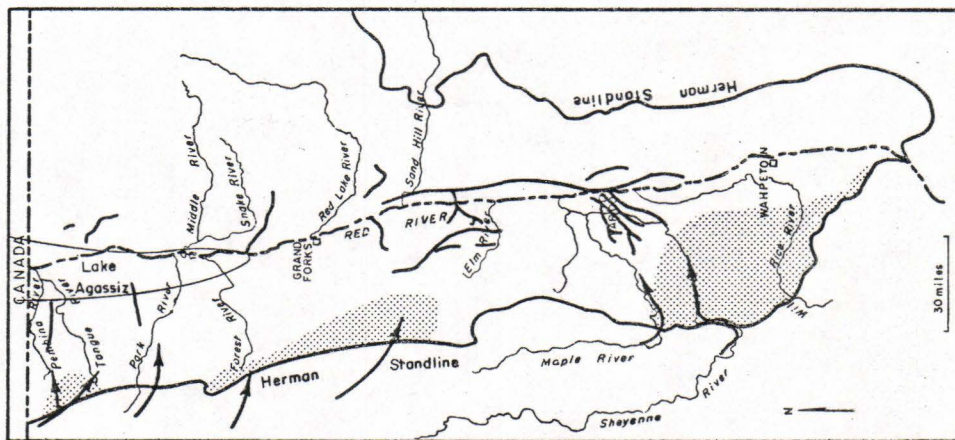 CANADA
Pembina
River
Tongue
River
Lake
Agassiz
Park
River
Forest
River
Middle
River
Snake
River
GRAND
FORKS
Red Lake River
RED
RIVER
Sand Hill River
Elm River
Herman
Standline
Herman
Standline
Maple River
Sheyenne
River
WAHPETON
Rice River
Wild
30 miles
N